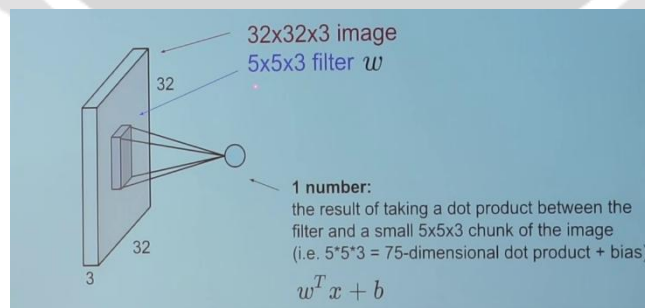 32x32x3 image
5x5x3 filter w
32
1 number:
the result of taking a dot product between the
filter and a small 5x5x3 chunk of the image
(i.e. 5*5*3 = 75-dimensional dot product + bias)
32
3
wᵀx + b